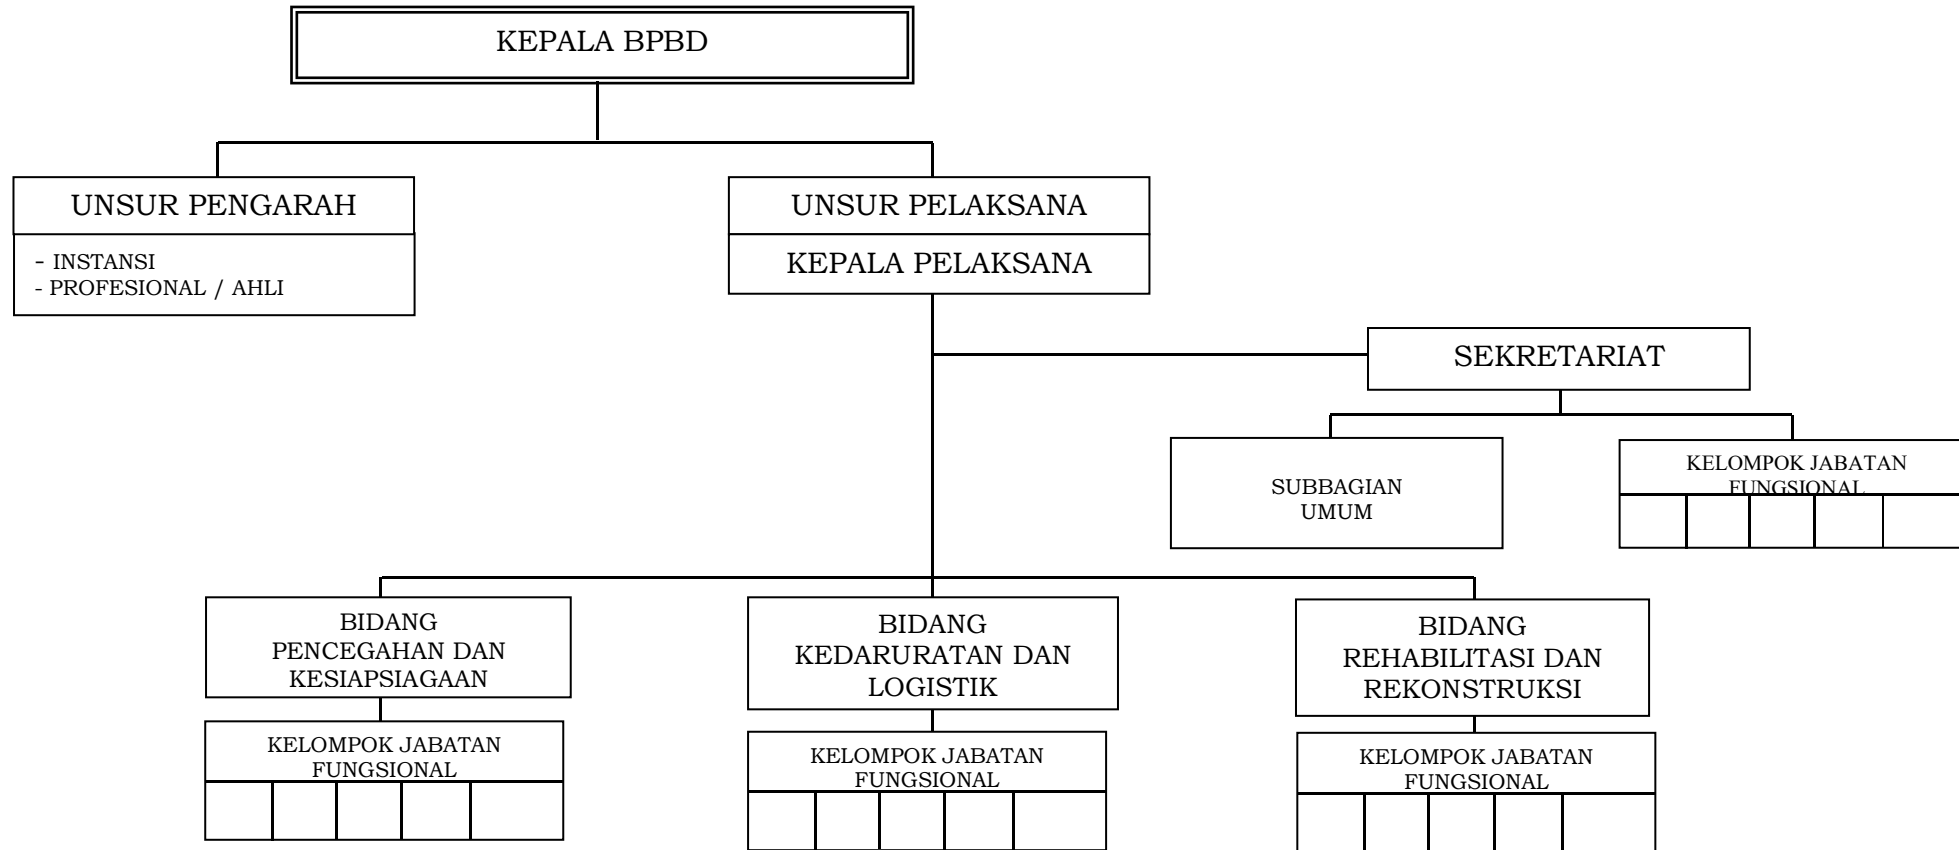 KEPALA BPBD
UNSUR PENGARAH
- INSTANSI
- PROFESIONAL / AHLI
UNSUR PELAKSANA
KEPALA PELAKSANA
SEKRETARIAT
SUBBAGIAN
UMUM
KELOMPOK JABATAN
FUNGSIONAL
BIDANG
PENCEGAHAN DAN
KESIAPSIAGAAN
KELOMPOK JABATAN
FUNGSIONAL
BIDANG
KEDARURATAN DAN
LOGISTIK
KELOMPOK JABATAN
FUNGSIONAL
BIDANG
REHABILITASI DAN
REKONSTRUKSI
KELOMPOK JABATAN
FUNGSIONAL